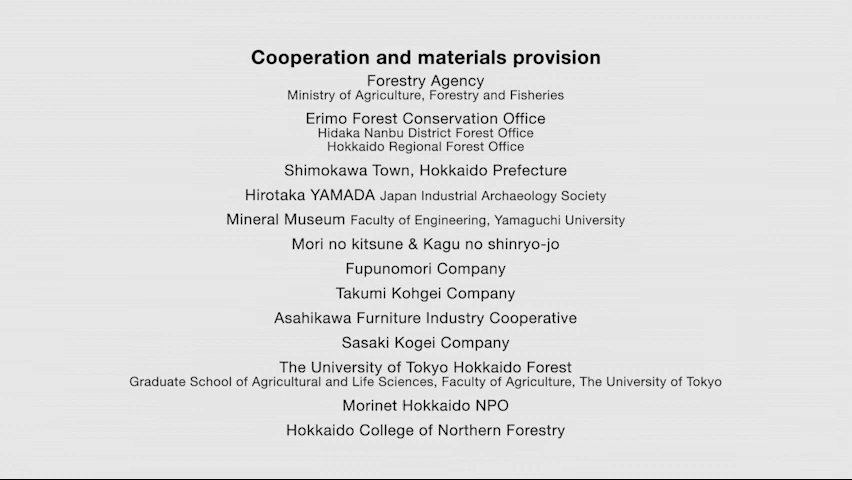 Cooperation and materials provision
Forestry Agency
Ministry of Agriculture, Forestry and Fisheries
Erimo Forest Conservation Office
Hidaka Nanbu District Forest Office
Hokkaido Regional Forest Office
Shimokawa Town, Hokkaido Prefecture
Hirotaka YAMADA Japan Industrial Archaeology Society
Mineral Museum Faculty of Engineering, Yamaguchi University
Mori no kitsune & Kagu no shinryo-jo
Fupunomori Company
Takumi Kohgei Company
Asahikawa Furniture Industry Cooperative
Sasaki Kogei Company
The University of Tokyo Hokkaido Forest
Graduate School of Agricultural and Life Sciences, Faculty of Agriculture, The University of Tokyo
Morinet Hokkaido NPO
Hokkaido College of Northern Forestry